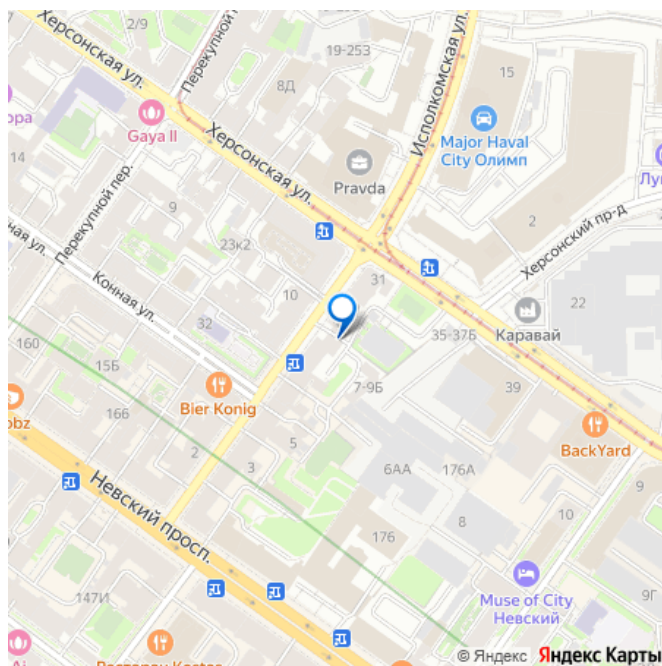 Херсонская ул.
2/9
Перекупной п
19-253
8Д
Исполкомская ул.
15
Major Haval
City Олимп
Gaya II
ора
14
Херсонская ул.
Pravda
Лу
Перекупной пер.
9
2
23к2
Херсонский пр-д
31
ная ул.
Конная ул.
10
22
Каравай
32
160
15Б
35-37Б
Bier Konig
7-9Б
39
obz
166
5
BackYard
2
3
6АА
176А
9
Невский просп.
10
176
8
Muse of City
Невский
9Г
147И
Ai
© Яндекс Яндекс Карты